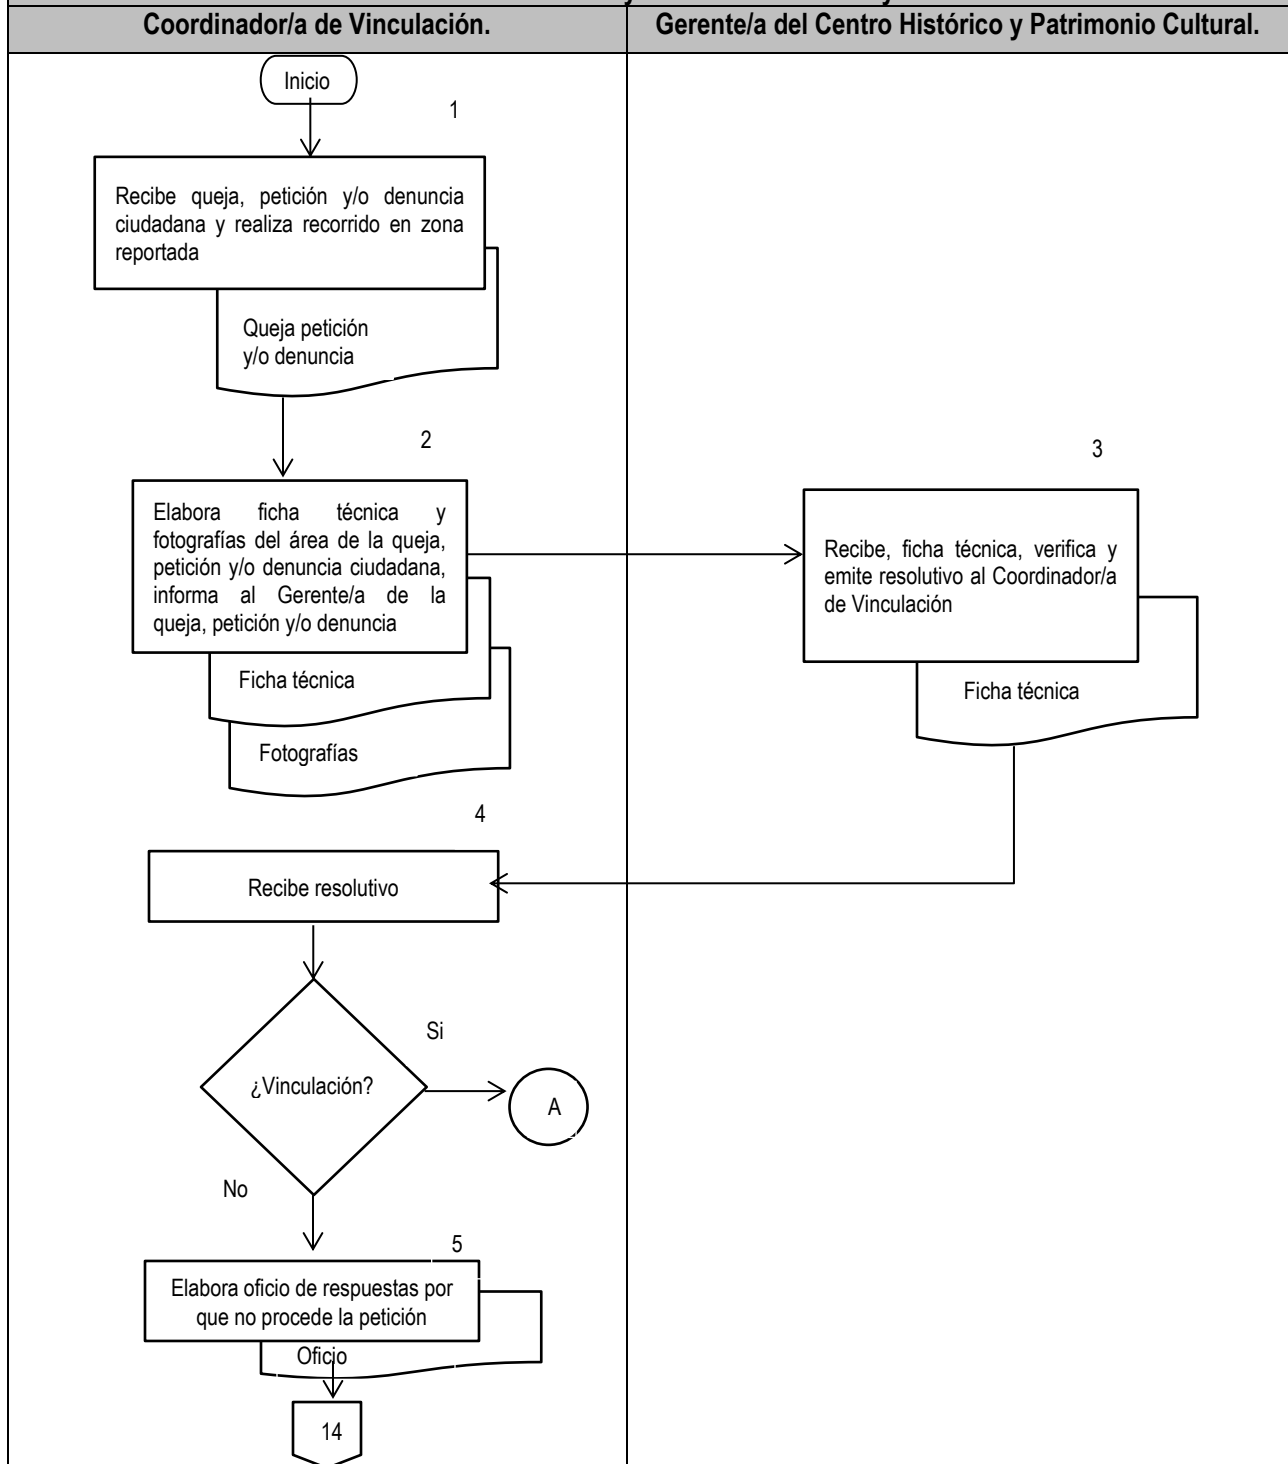 Coordinador/a de Vinculación.
Gerente/a del Centro Histórico y Patrimonio Cultural.
Inicio
1
Recibe queja, petición y/o denuncia
ciudadana y realiza recorrido en zona
reportada
Queja petición
y/o denuncia
2
Elabora ficha técnica y
fotografías del área de la queja,
petición y/o denuncia ciudadana,
informa al Gerente/a de la
queja, petición y/o denuncia
Ficha técnica
Fotografías
3
Recibe, ficha técnica, verifica y
emite resolutivo al Coordinador/a
de Vinculación
Ficha técnica
4
Recibe resolutivo
¿Vinculación?
Si
A
No
5
Elabora oficio de respuestas por
que no procede la petición
Oficio
14